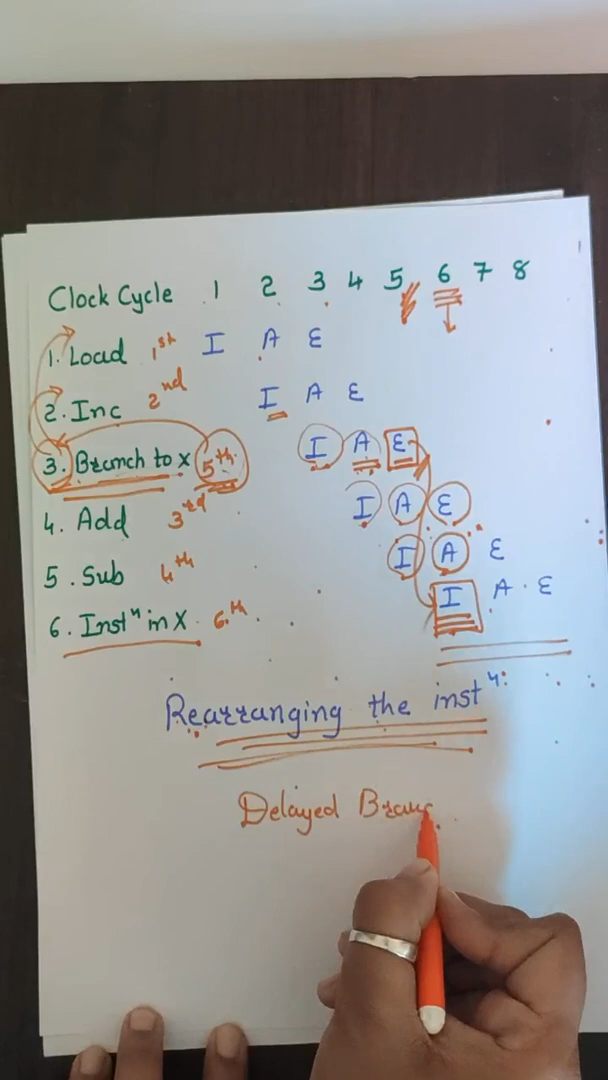 Clock Cycle 1 2 3 4 5 6 7 8
1. Load 1st I A E
2. Inc 2nd I A E
3. Branch to X 5th I A E
4. Add 3rd I A E
5. Sub 4th I A E
6. Instn in X 6th I A E
Rearranging the instn.
Delayed Branc